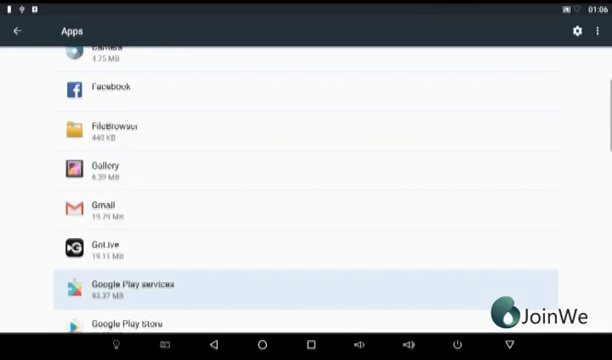 01:06
Apps
Camera
4.75 MB
Facebook
FileBrowser
440 KB
Gallery
6.39 MB
Gmail
19.79 MB
GoLive
19.11 MB
Google Play services
93.37 MB
Google Play Store
JoinWe